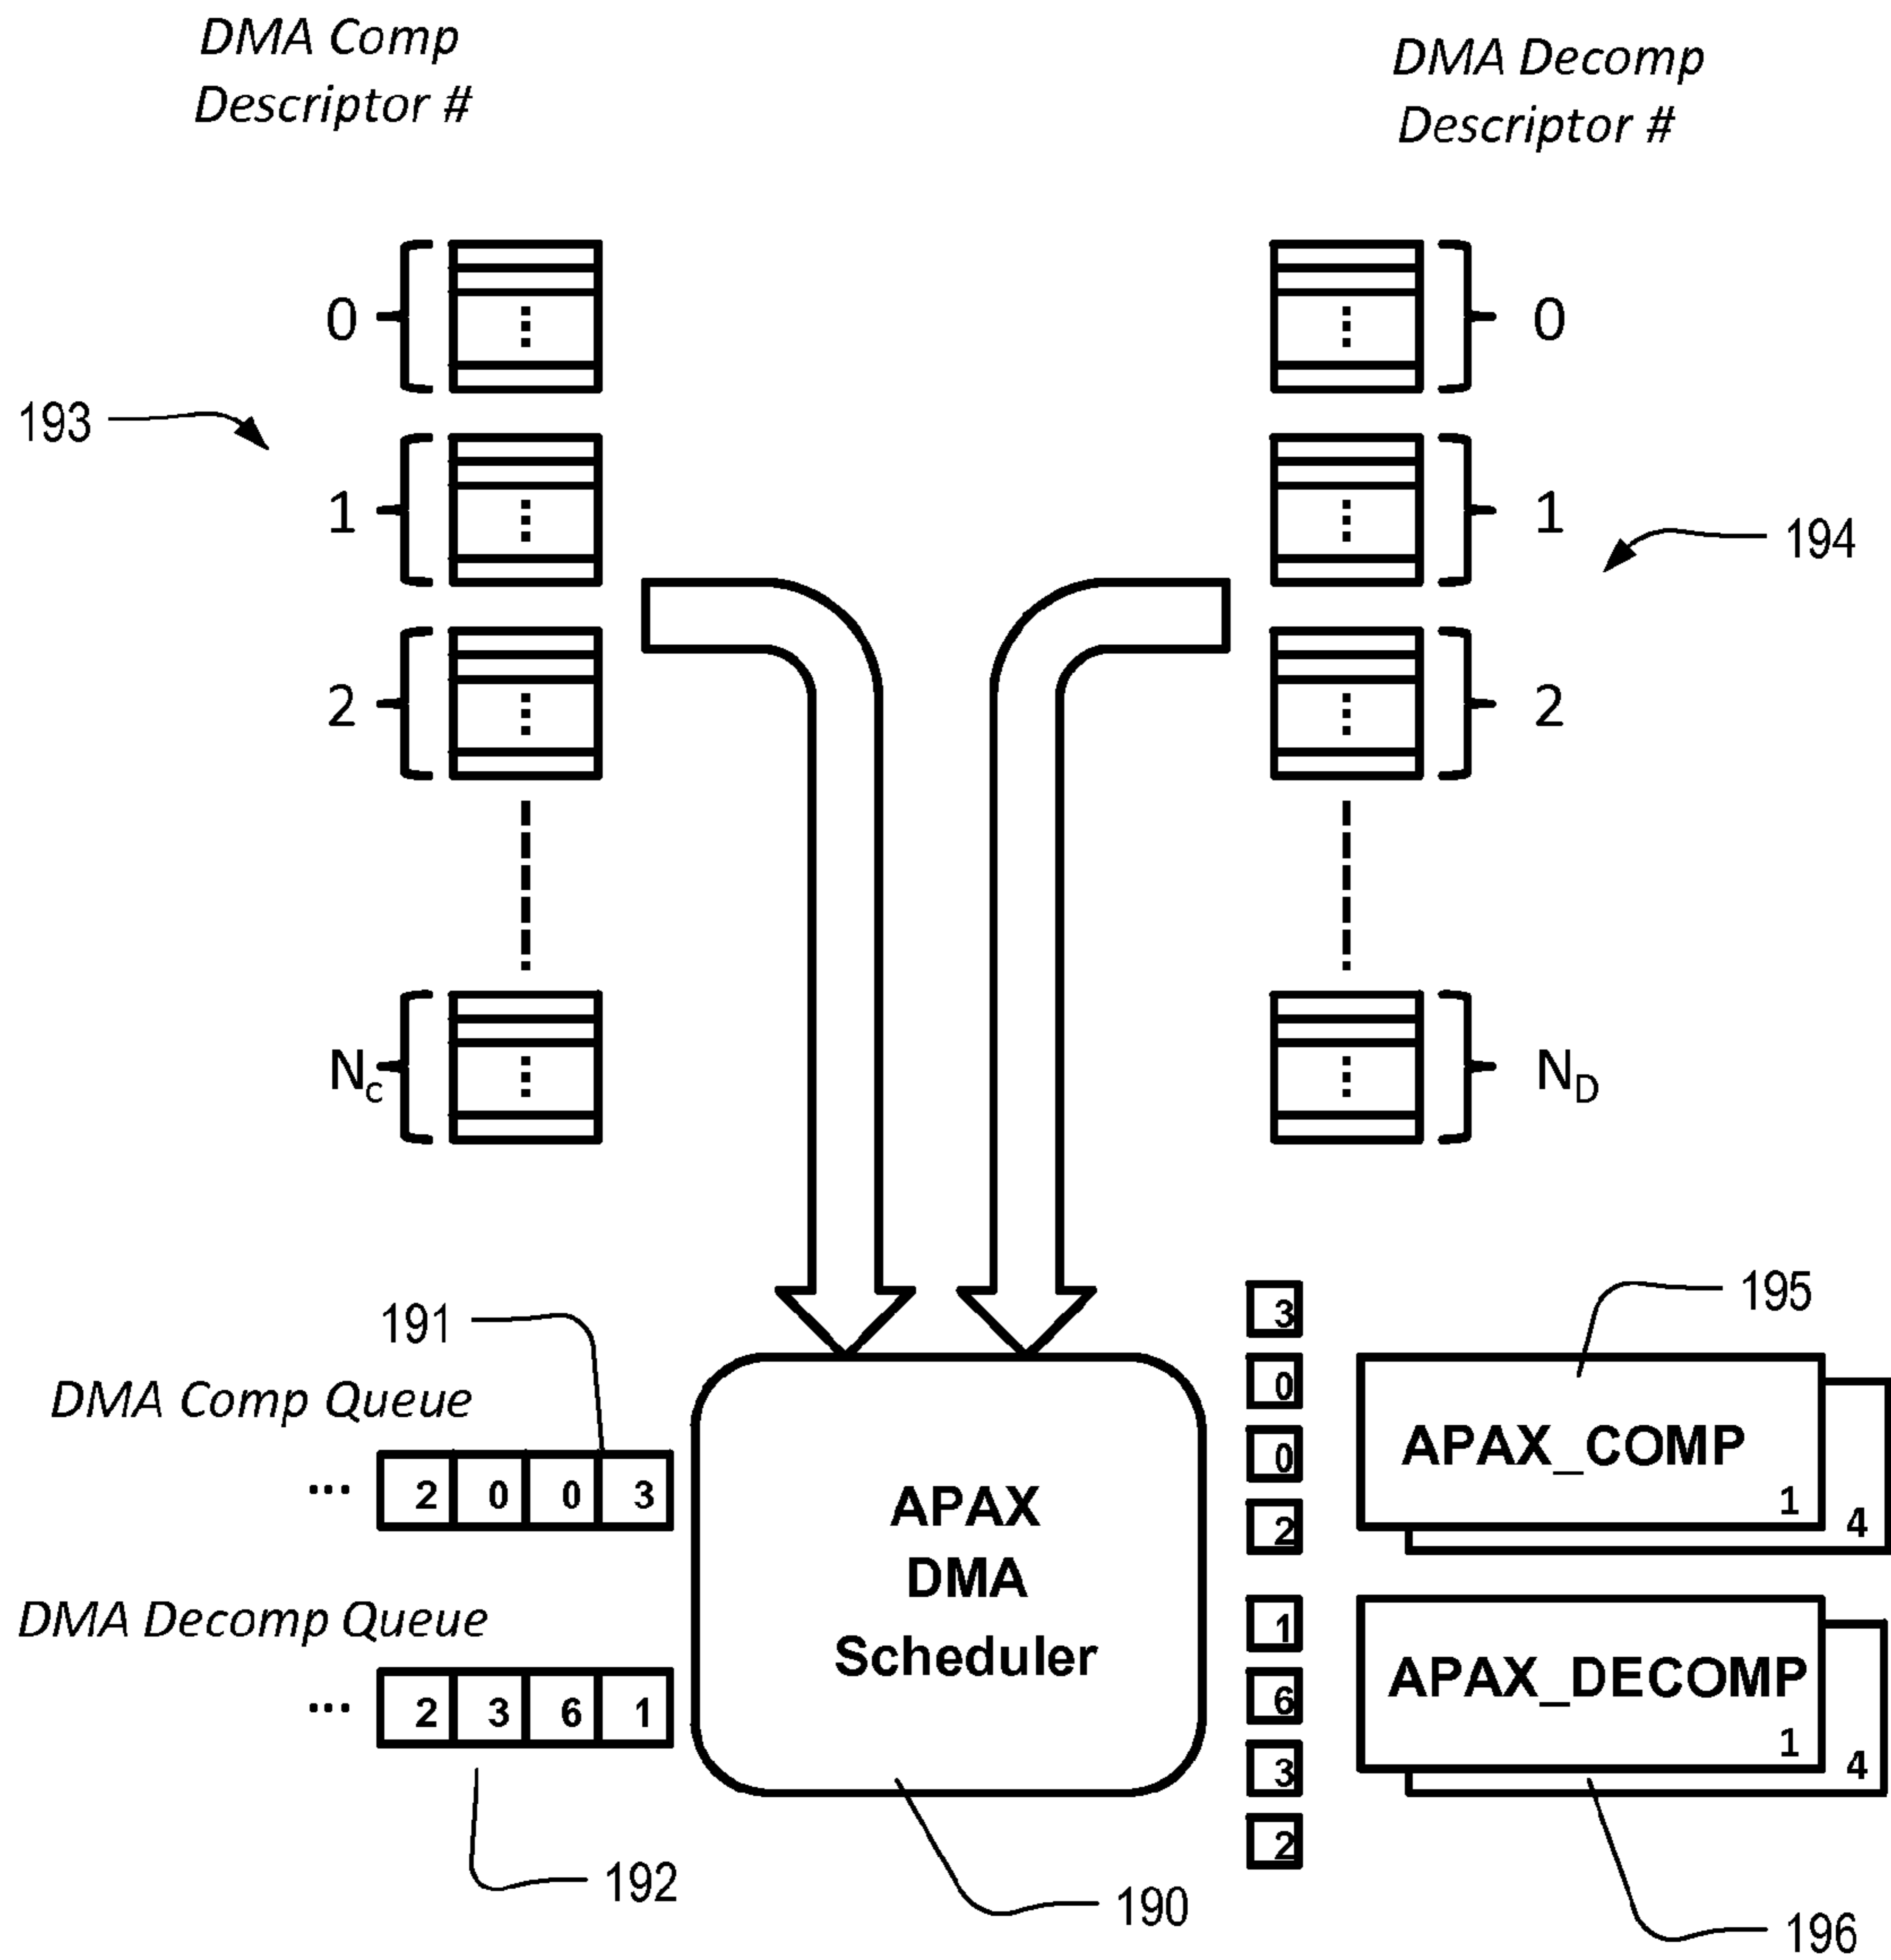 DMA Comp
Descriptor #
DMA Decomp
Descriptor #
0
0
193
1
1
194
2
2
Nc
ND
191
DMA Comp Queue
... 2 0 0 3
DMA Decomp Queue
... 2 3 6 1
192
APAX
DMA
Scheduler
190
3
0
0
2
1
6
3
2
195
APAX_COMP
1
4
APAX_DECOMP
1
4
196